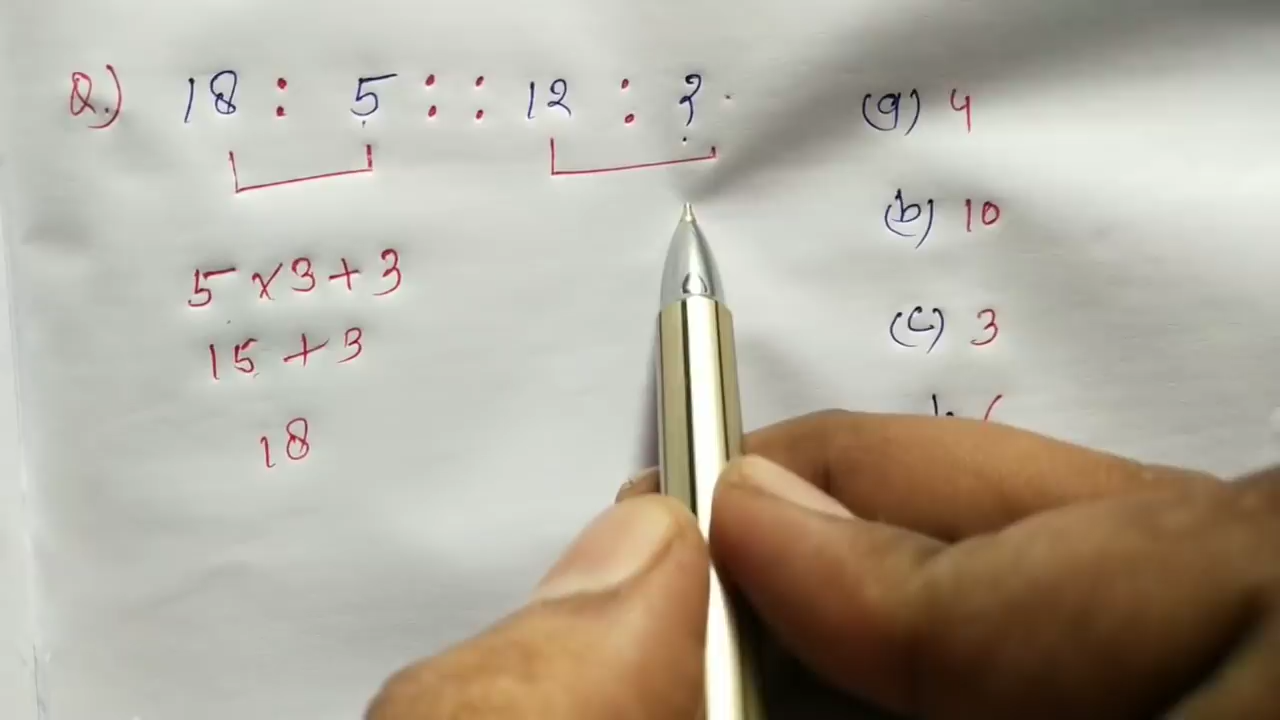 Q.) 18 : 5 : : 12 : ?
(a) 4
(b) 10
(c) 3
5 x 3 + 3
15 + 3
18